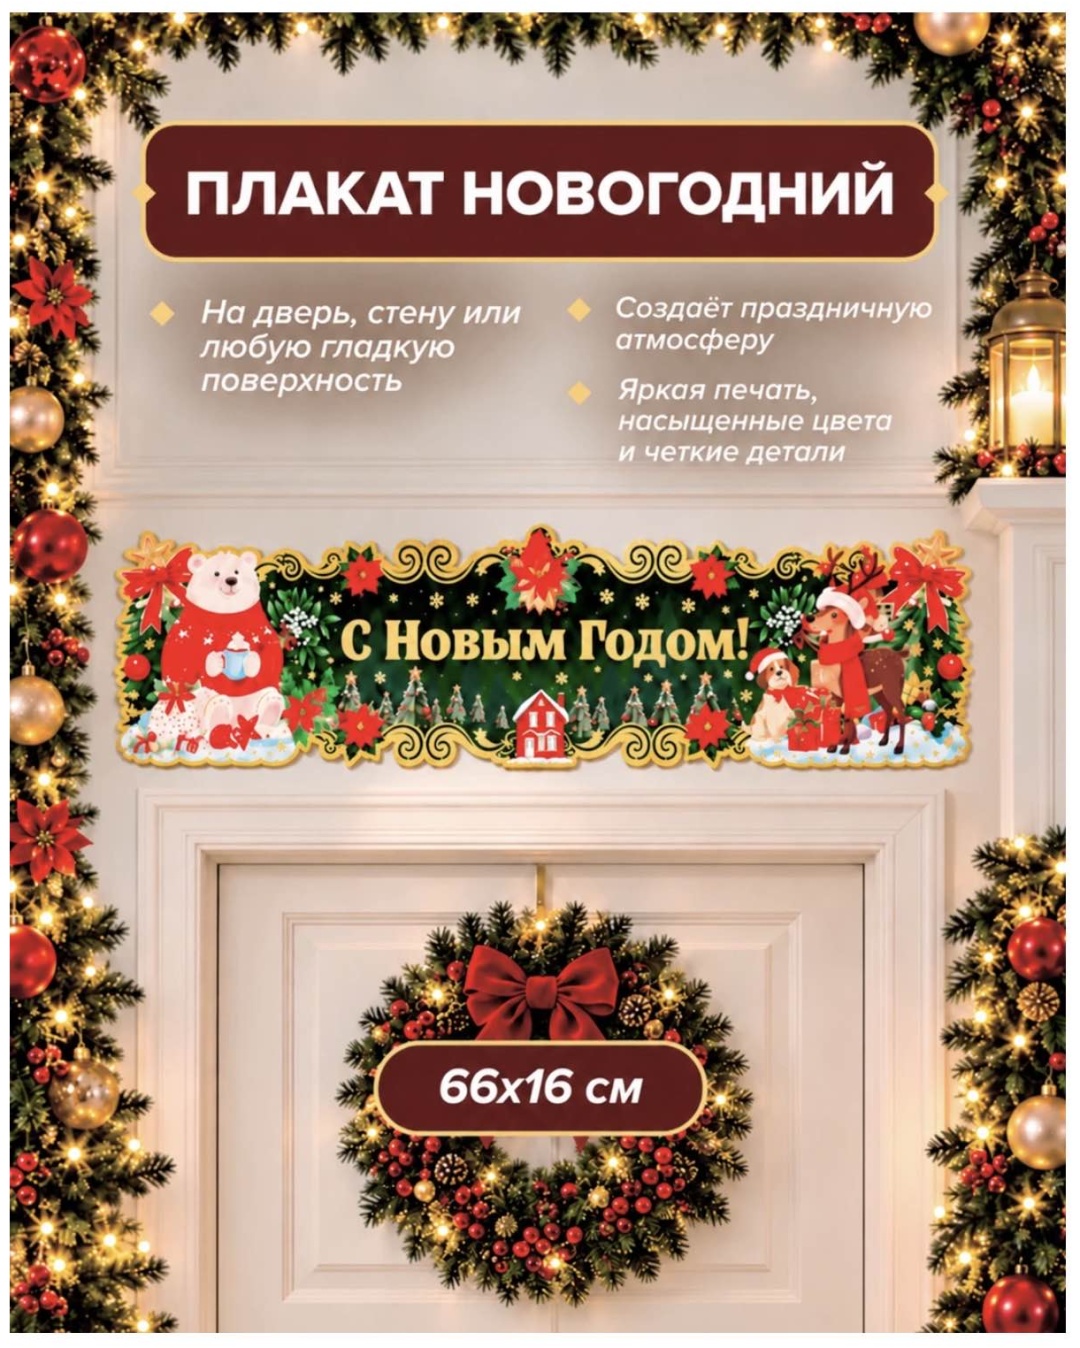 ПЛАКАТ НОВОГОДНИЙ
На дверь, стену или
любую гладкую
поверхность
Создаёт праздничную
атмосферу
Яркая печать,
насыщенные цвета
и четкие детали
С Новым Годом!
66х16 см